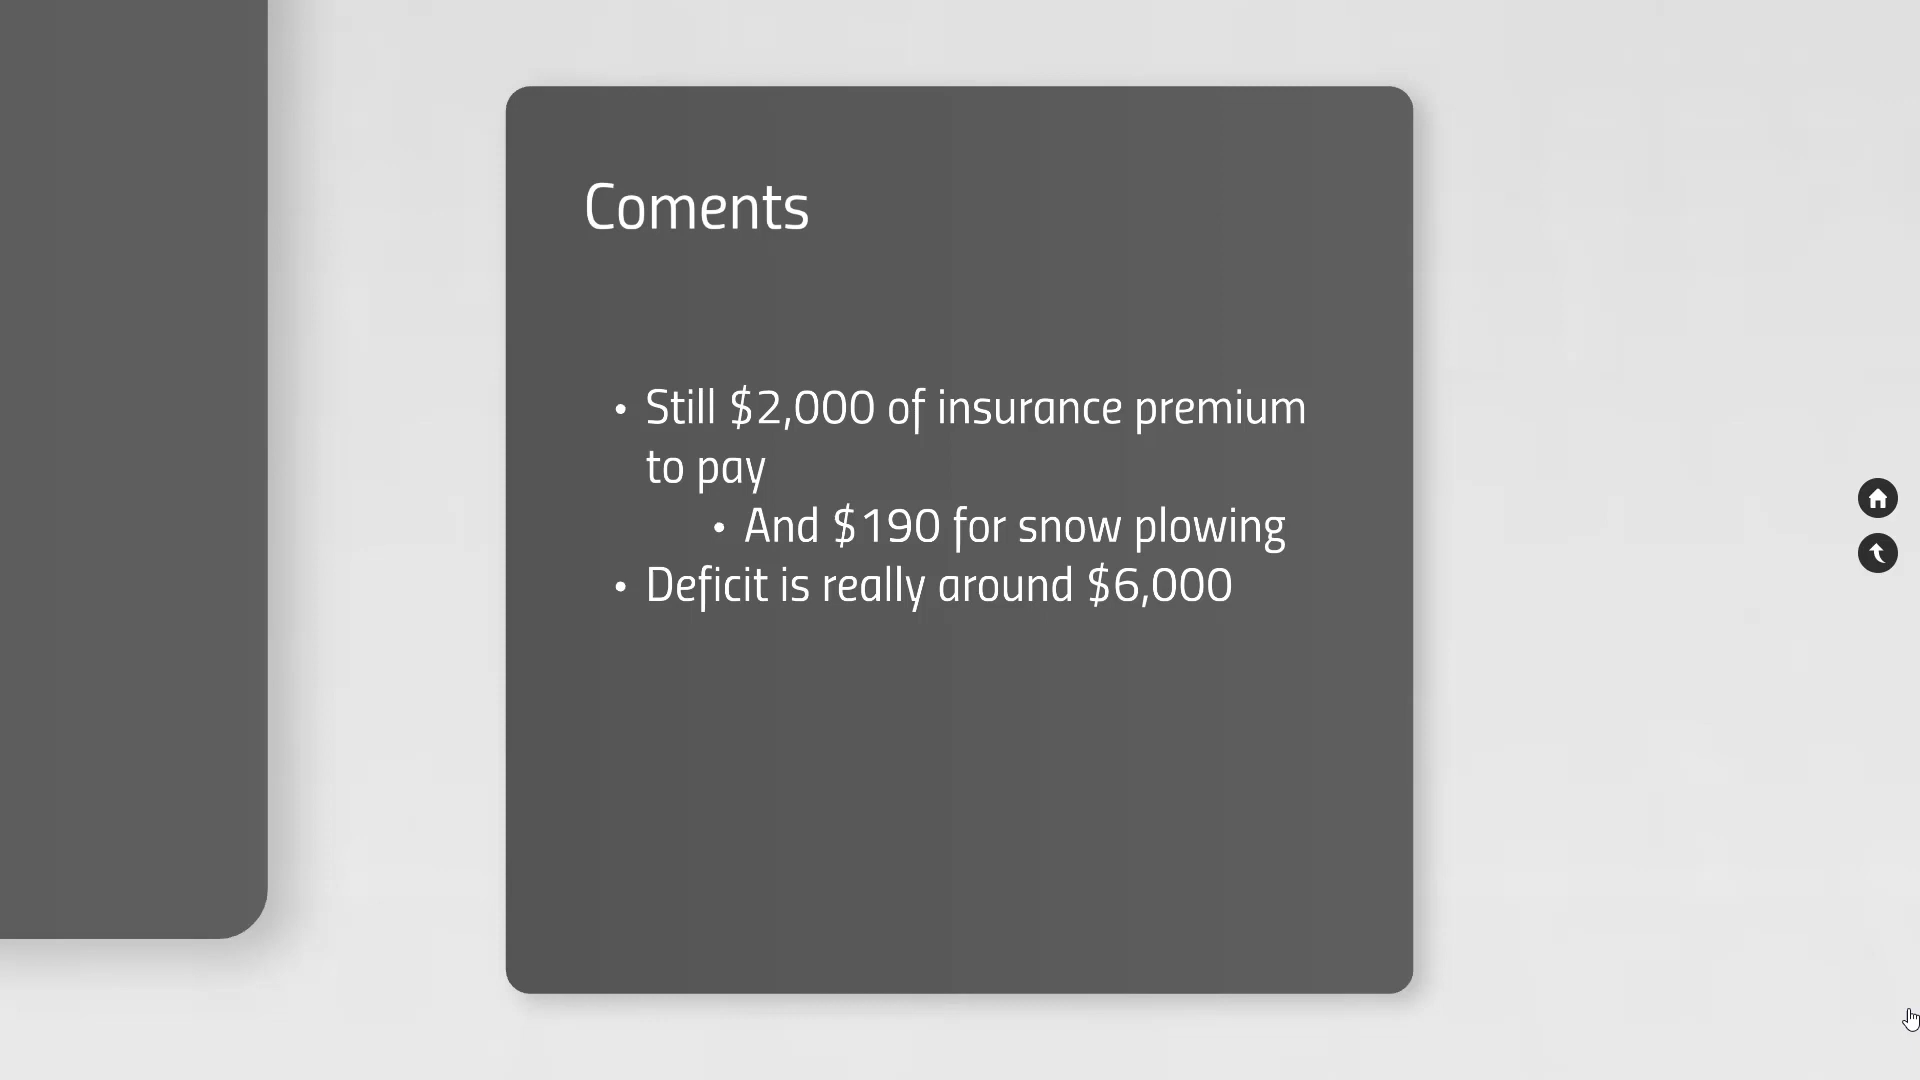 Coments
• Still $2,000 of insurance premium
to pay
• And $190 for snow plowing
• Deficit is really around $6,000